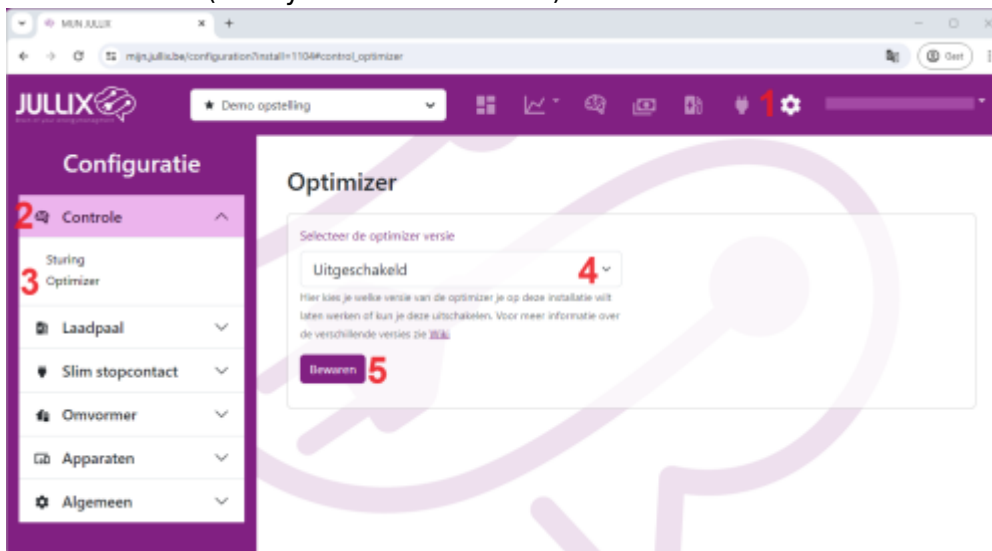 MIJN JULLIX
mijn.jullix.be/configuration?install=1104#control_optimizer
Gast
JULLIX
★ Demo opstelling
1
Configuratie
Optimizer
2 Controle
Selecteer de optimizer versie
Sturing
Uitgeschakeld 4
3 Optimizer
Hier kies je welke versie van de optimizer je op deze installatie wilt
laten werken of kun je deze uitschakelen. Voor meer informatie over
de verschillende versies zie Wiki
Laadpaal
Bewaren 5
Slim stopcontact
Omvormer
Apparaten
Algemeen